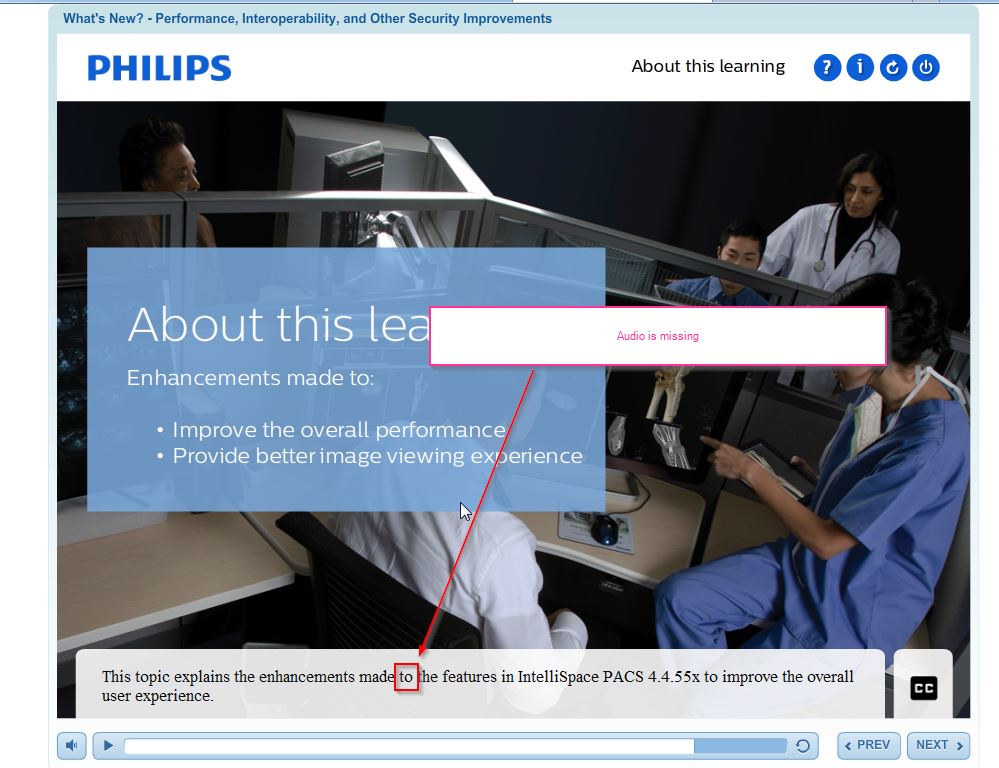 What's New? - Performance, Interoperability, and Other Security Improvements
PHILIPS
About this learning
? i
About this lea
Audio is missing
Enhancements made to:
• Improve the overall performance
• Provide better image viewing experience
This topic explains the enhancements made to the features in IntelliSpace PACS 4.4.55x to improve the overall
user experience.
CC
PREV
NEXT